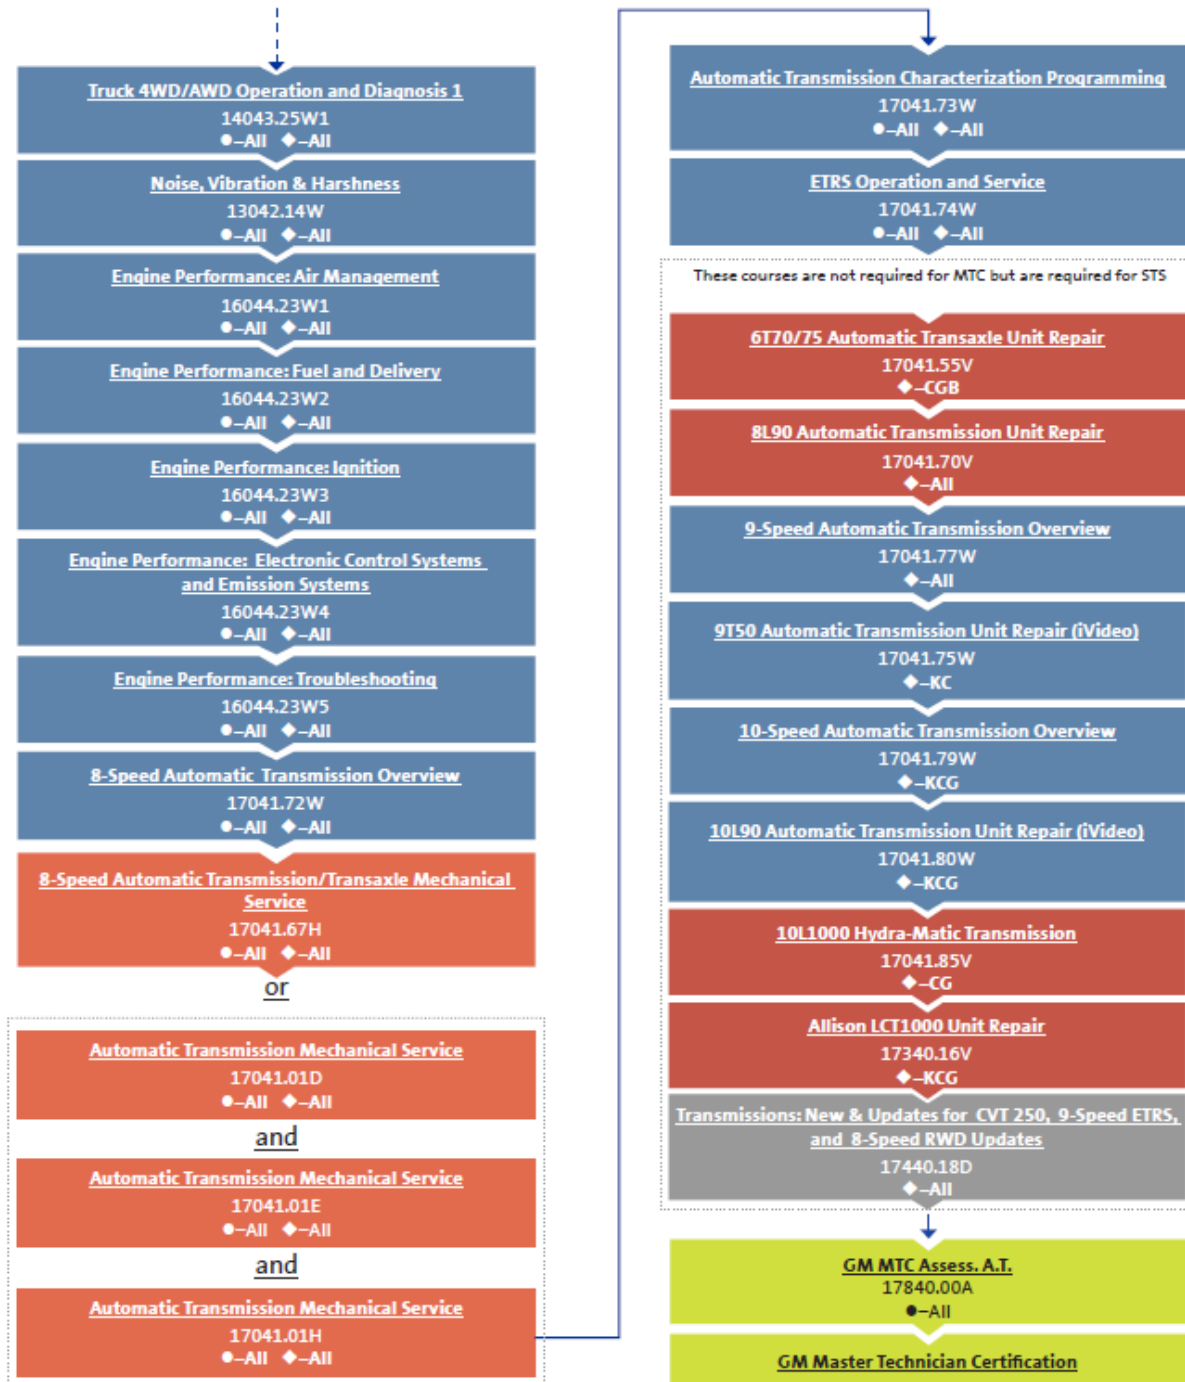 Truck 4WD/AWD Operation and Diagnosis 1
14043.25W1
●–All ◆–All
Noise, Vibration & Harshness
13042.14W
●–All ◆–All
Engine Performance: Air Management
16044.23W1
●–All ◆–All
Engine Performance: Fuel and Delivery
16044.23W2
●–All ◆–All
Engine Performance: Ignition
16044.23W3
●–All ◆–All
Engine Performance: Electronic Control Systems
and Emission Systems
16044.23W4
●–All ◆–All
Engine Performance: Troubleshooting
16044.23W5
●–All ◆–All
8-Speed Automatic Transmission Overview
17041.72W
●–All ◆–All
8-Speed Automatic Transmission/Transaxle Mechanical
Service
17041.67H
●–All ◆–All
or
Automatic Transmission Mechanical Service
17041.01D
●–All ◆–All
and
Automatic Transmission Mechanical Service
17041.01E
●–All ◆–All
and
Automatic Transmission Mechanical Service
17041.01H
●–All ◆–All
Automatic Transmission Characterization Programming
17041.73W
●–All ◆–All
ETRS Operation and Service
17041.74W
●–All ◆–All
These courses are not required for MTC but are required for STS
6T70/75 Automatic Transaxle Unit Repair
17041.55V
◆–CGB
8L90 Automatic Transmission Unit Repair
17041.70V
◆–All
9-Speed Automatic Transmission Overview
17041.77W
◆–All
9T50 Automatic Transmission Unit Repair (iVideo)
17041.75W
◆–KC
10-Speed Automatic Transmission Overview
17041.79W
◆–KCG
10L90 Automatic Transmission Unit Repair (iVideo)
17041.80W
◆–KCG
10L1000 Hydra-Matic Transmission
17041.85V
◆–CG
Allison LCT1000 Unit Repair
17340.16V
◆–KCG
Transmissions: New & Updates for CVT 250, 9-Speed ETRS,
and 8-Speed RWD Updates
17440.18D
◆–All
GM MTC Assess. A.T.
17840.00A
●–All
GM Master Technician Certification